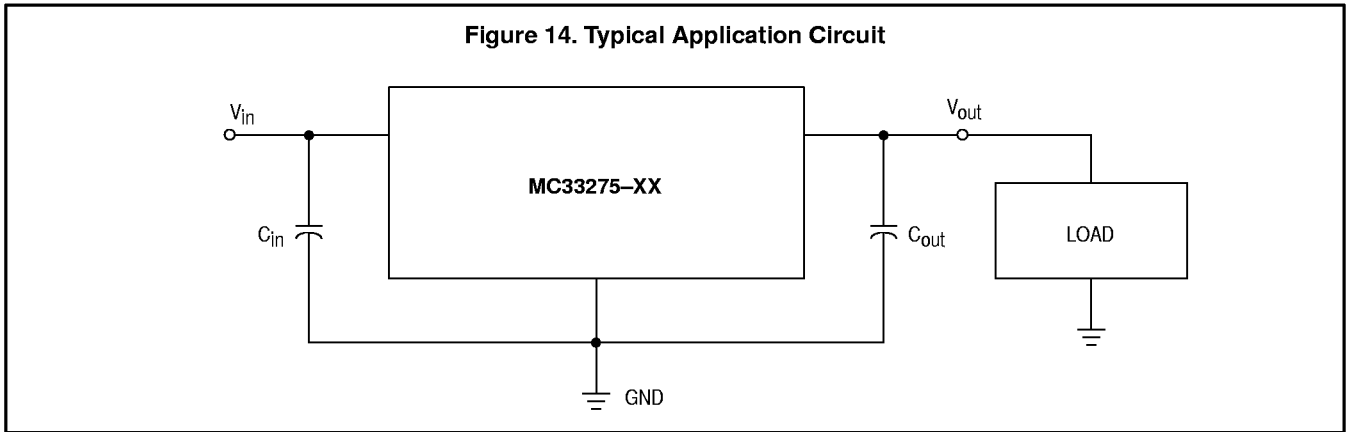 Figure 14. Typical Application Circuit
Vin
Vout
MC33275–XX
Cin
Cout
LOAD
GND